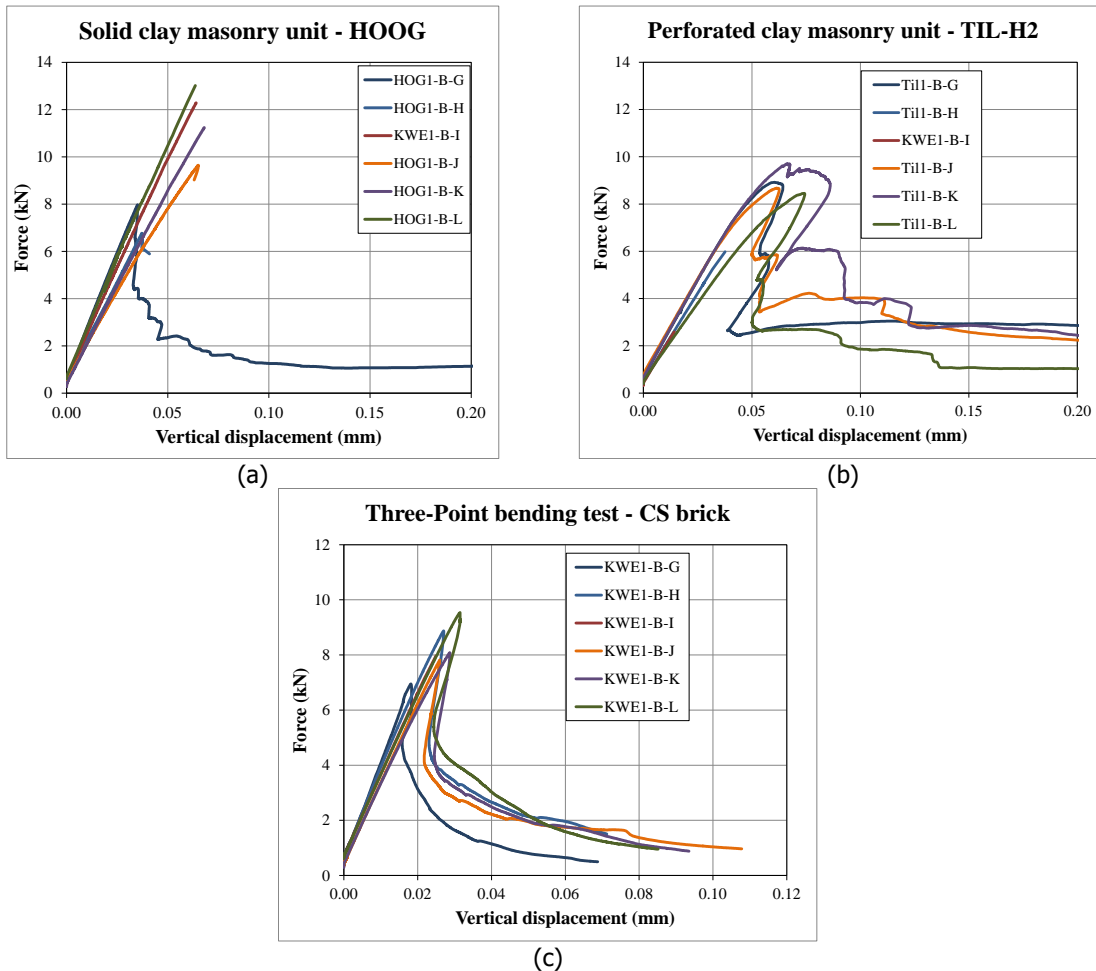 Solid clay masonry unit - HOOG
14
12
10
8
6
4
2
0
Force (kN)
HOG1-B-G
HOG1-B-H
KWE1-B-I
HOG1-B-J
HOG1-B-K
HOG1-B-L
0.00 0.05 0.10 0.15 0.20
Vertical displacement (mm)
(a)
Perforated clay masonry unit - TIL-H2
14
12
10
8
6
4
2
0
Force (kN)
Til1-B-G
Til1-B-H
KWE1-B-I
Til1-B-J
Til1-B-K
Til1-B-L
0.00 0.05 0.10 0.15 0.20
Vertical displacement (mm)
(b)
Three-Point bending test - CS brick
12
10
8
6
4
2
0
Force (kN)
KWE1-B-G
KWE1-B-H
KWE1-B-I
KWE1-B-J
KWE1-B-K
KWE1-B-L
0.00 0.02 0.04 0.06 0.08 0.10 0.12
Vertical displacement (mm)
(c)